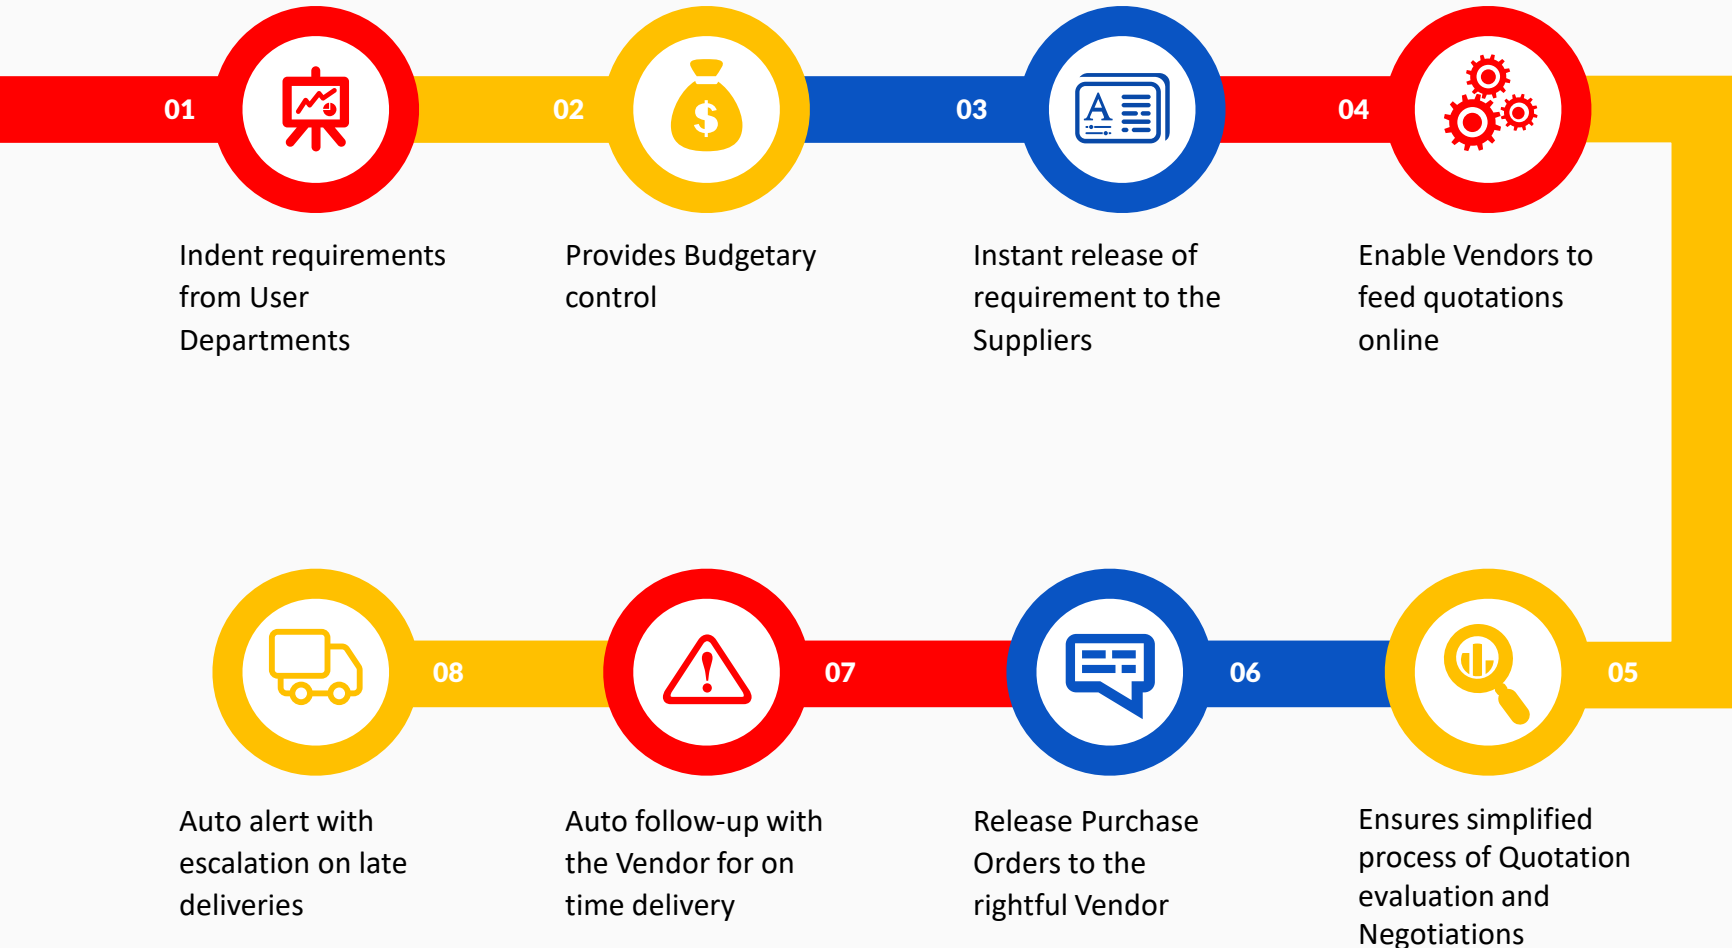 01
Indent requirements
from User
Departments
02
Provides Budgetary
control
$
03
A
Instant release of
requirement to the
Suppliers
04
Enable Vendors to
feed quotations
online
05
Ensures simplified
process of Quotation
evaluation and
Negotiations
06
Release Purchase
Orders to the
rightful Vendor
07
!
Auto follow-up with
the Vendor for on
time delivery
08
Auto alert with
escalation on late
deliveries